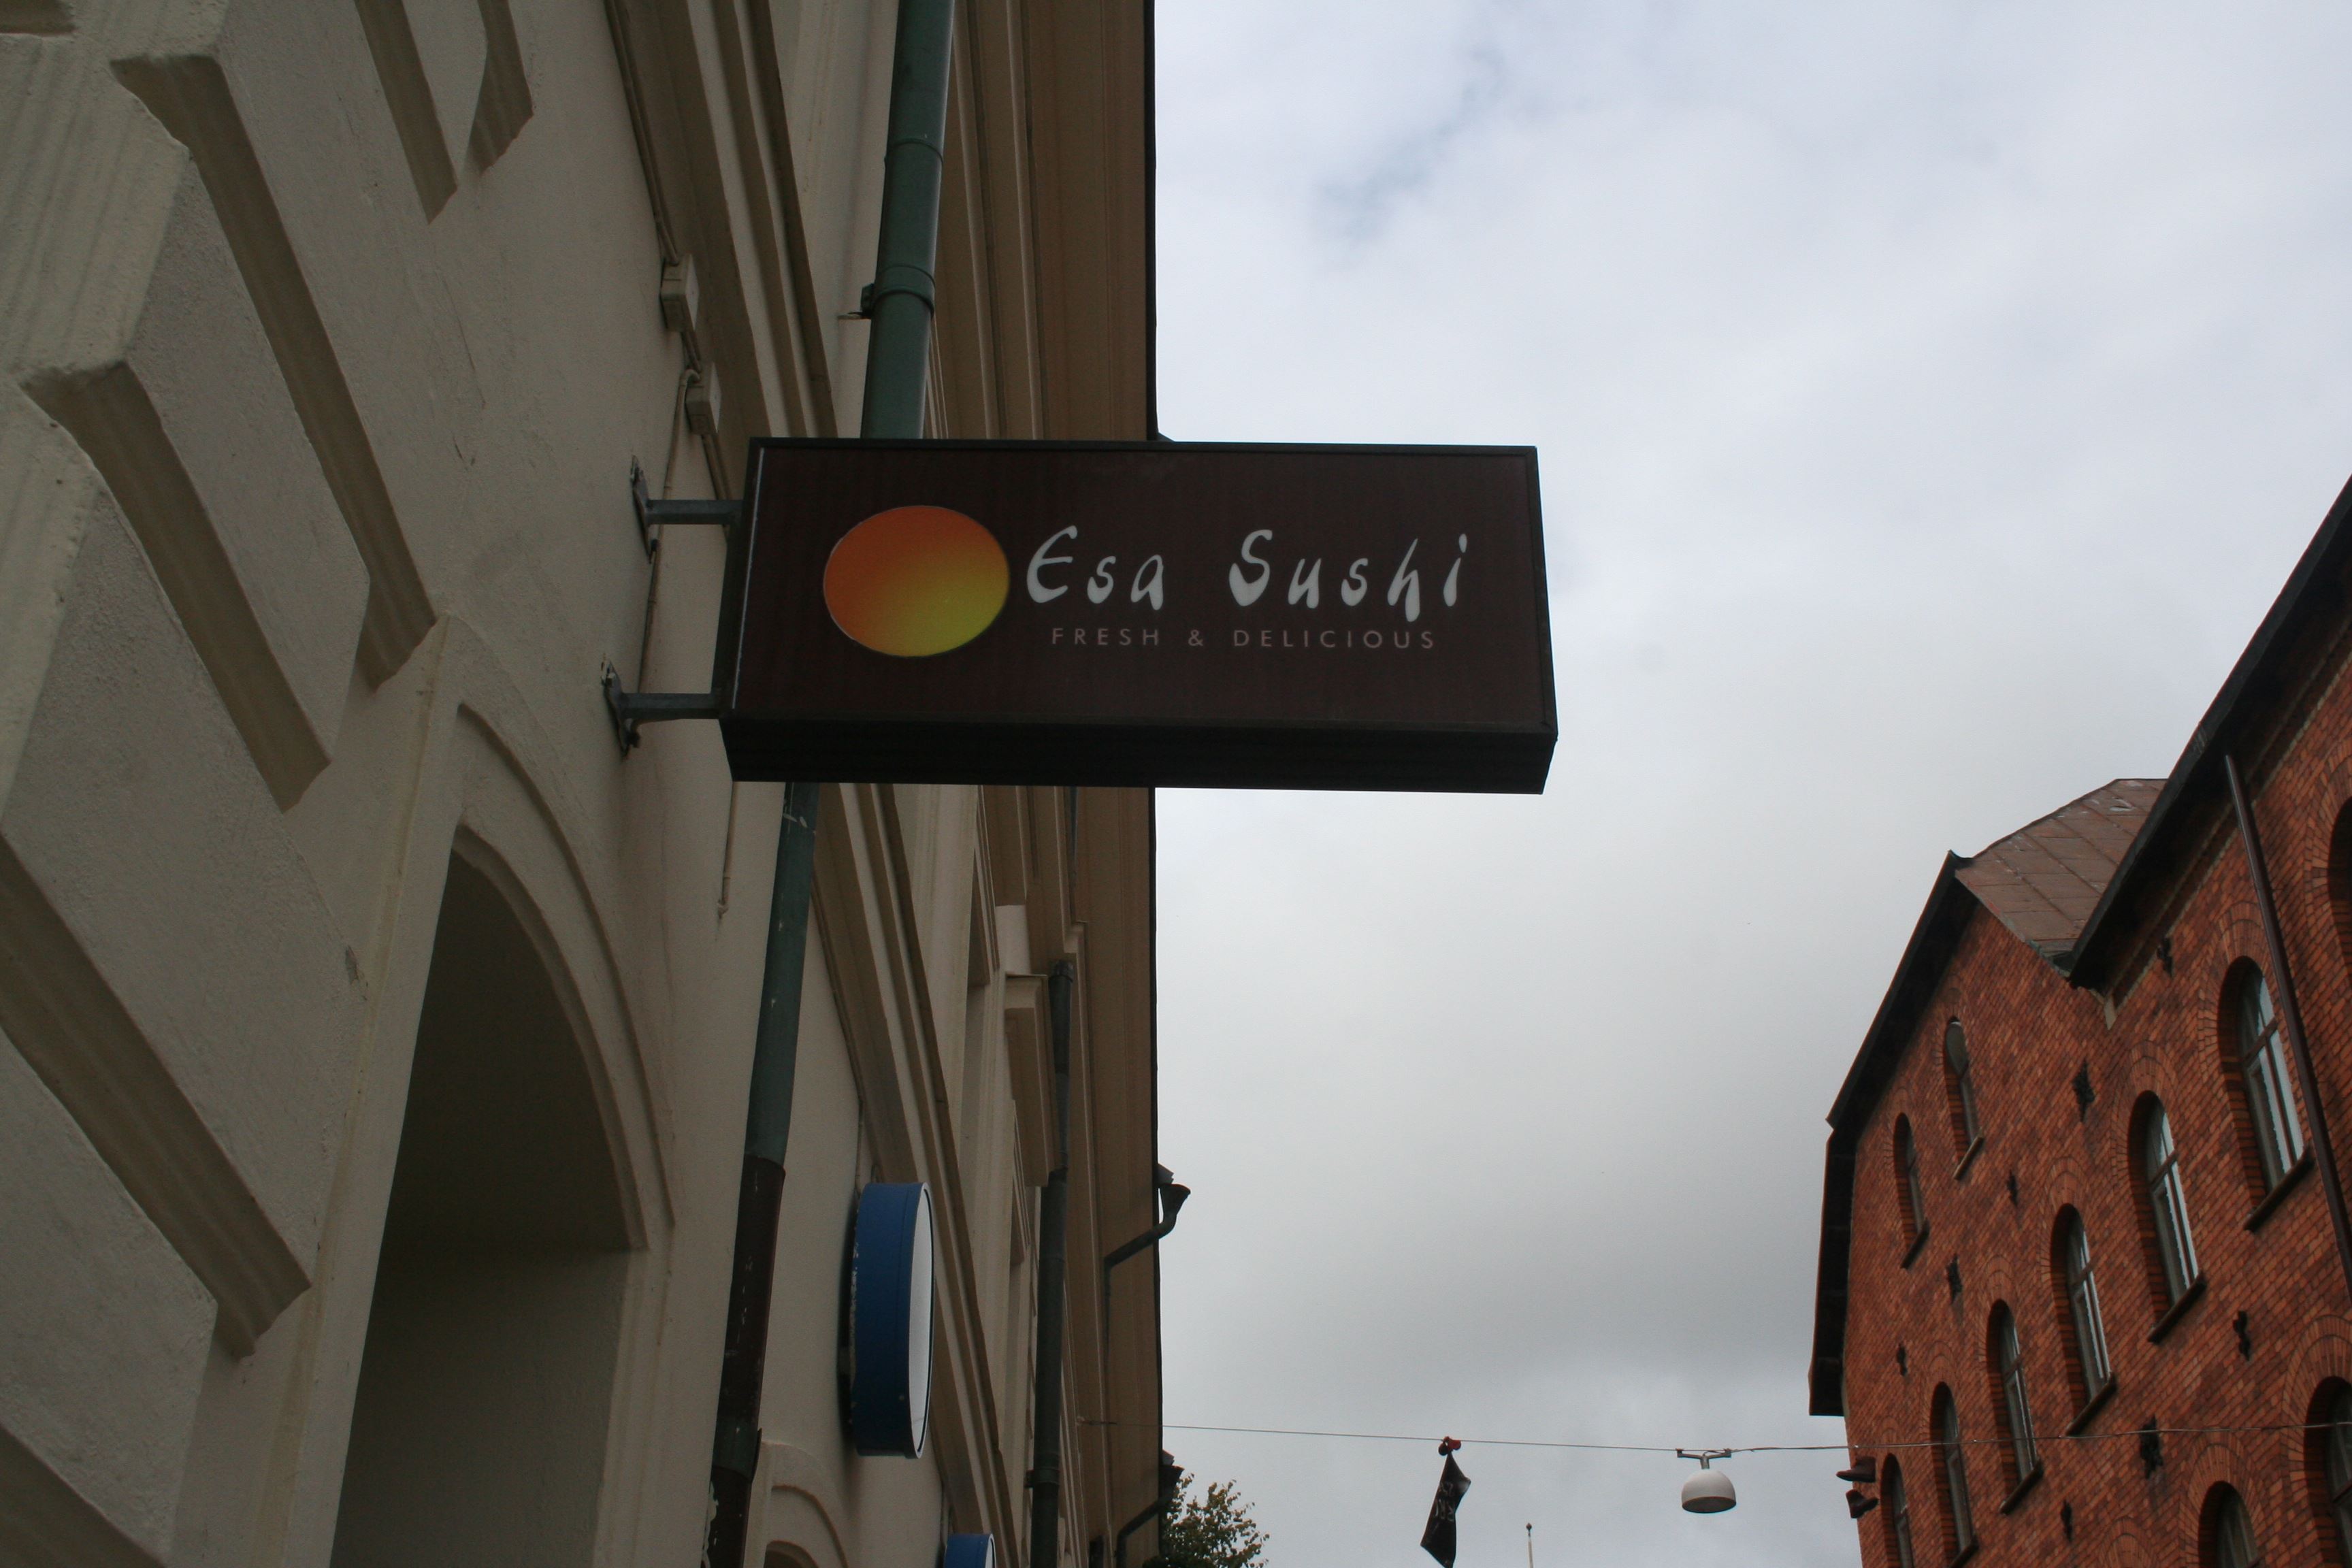 Esa Sushi
FRESH & DELICIOUS